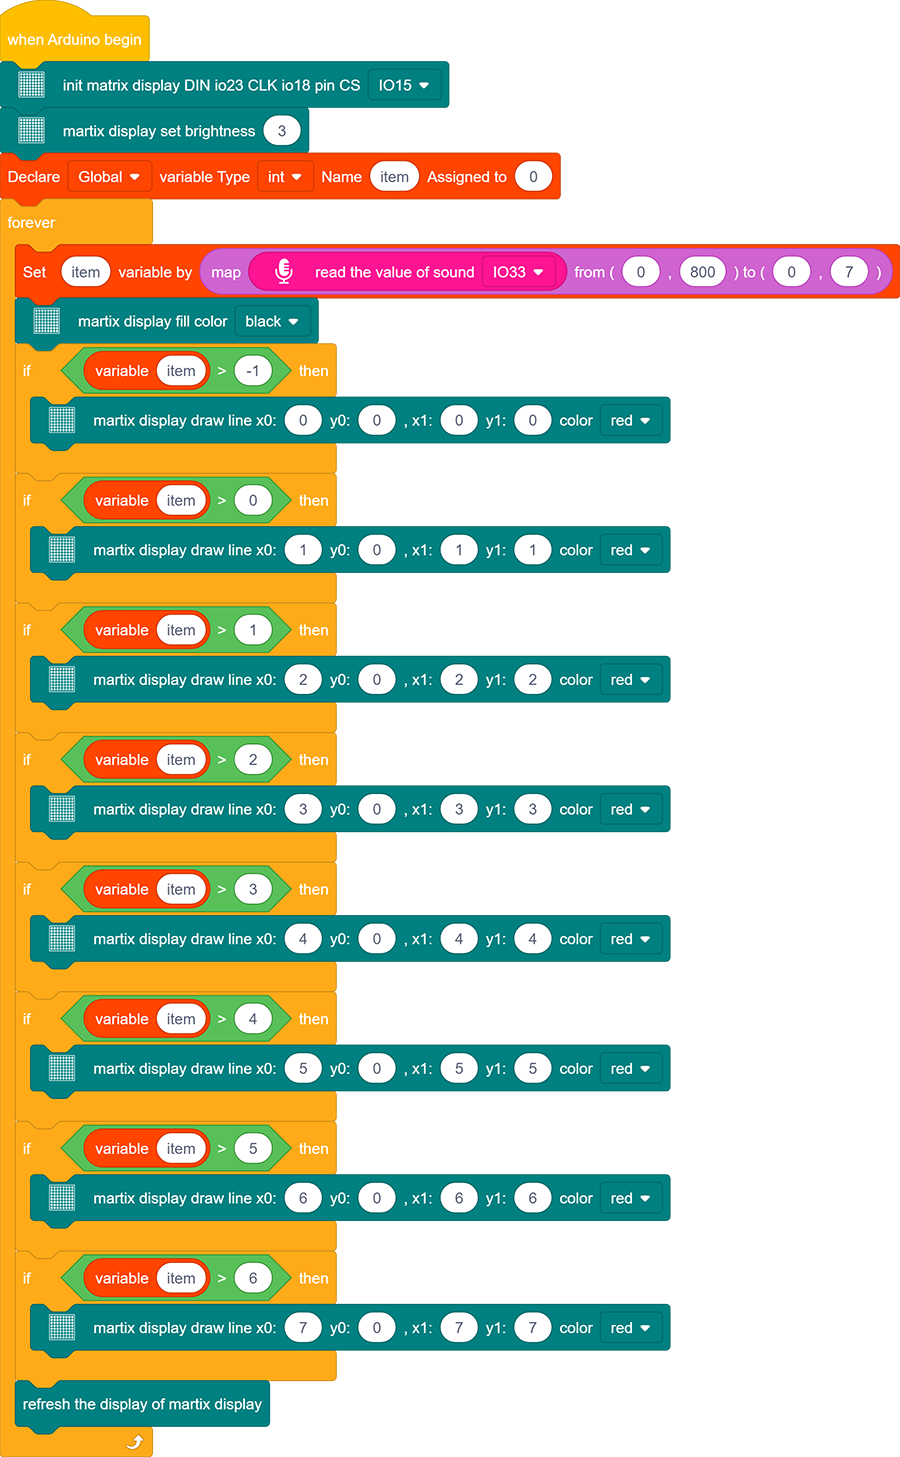 when Arduino begin
init matrix display DIN io23 CLK io18 pin CS IO15
martix display set brightness 3
Declare Global variable Type int Name item Assigned to 0
forever
Set item variable by map read the value of sound IO33 from ( 0 , 800 ) to ( 0 , 7 )
martix display fill color black
if variable item > -1 then
martix display draw line x0: 0 y0: 0 , x1: 0 y1: 0 color red
if variable item > 0 then
martix display draw line x0: 1 y0: 0 , x1: 1 y1: 1 color red
if variable item > 1 then
martix display draw line x0: 2 y0: 0 , x1: 2 y1: 2 color red
if variable item > 2 then
martix display draw line x0: 3 y0: 0 , x1: 3 y1: 3 color red
if variable item > 3 then
martix display draw line x0: 4 y0: 0 , x1: 4 y1: 4 color red
if variable item > 4 then
martix display draw line x0: 5 y0: 0 , x1: 5 y1: 5 color red
if variable item > 5 then
martix display draw line x0: 6 y0: 0 , x1: 6 y1: 6 color red
if variable item > 6 then
martix display draw line x0: 7 y0: 0 , x1: 7 y1: 7 color red
refresh the display of martix display